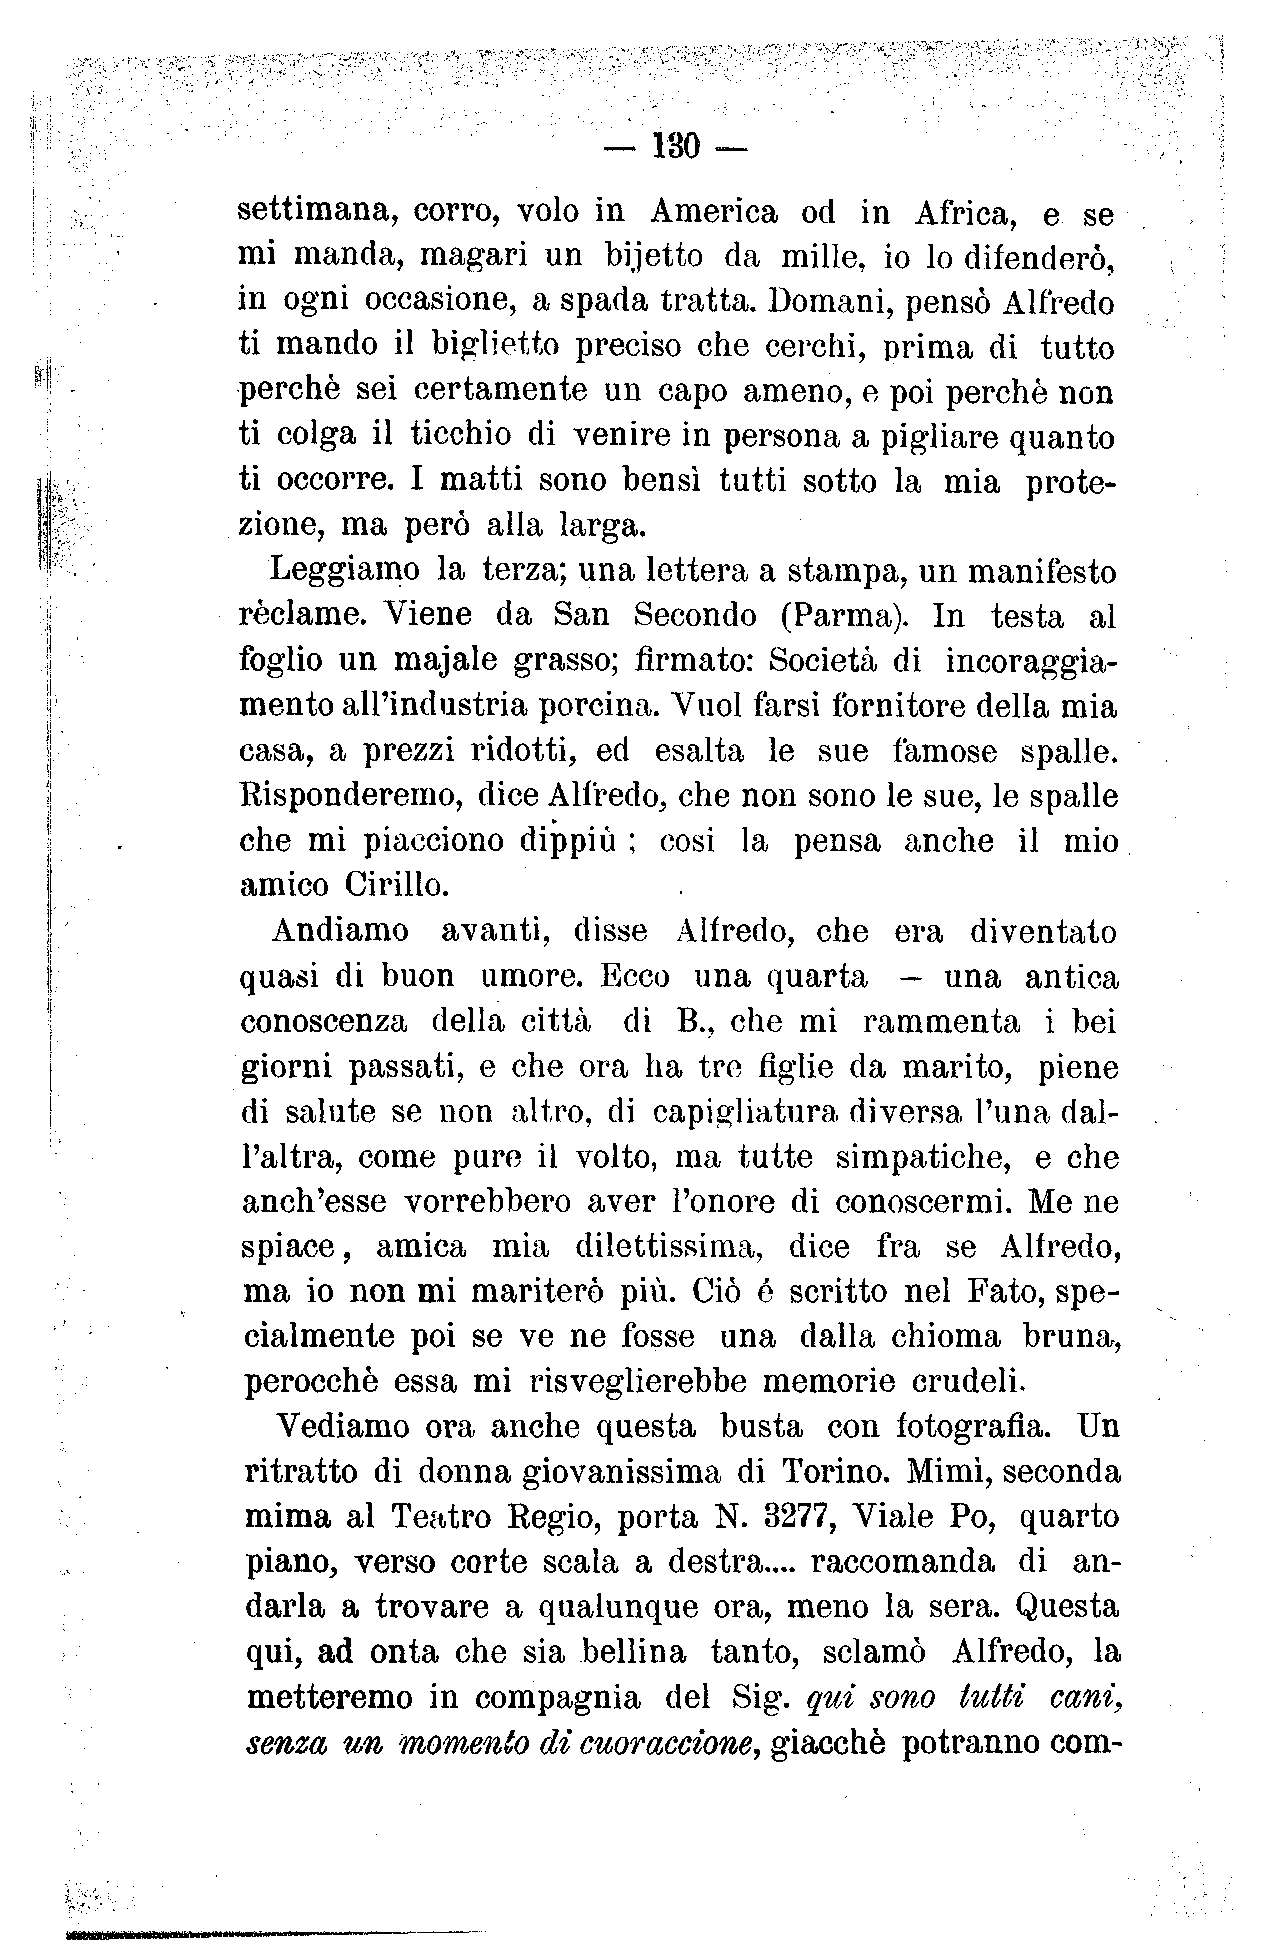 — 130 —
settimana, corro, volo in America od in Africa, e se
mi manda, magari un bijetto da mille, io lo difenderò,
in ogni occasione, a spada tratta. Domani, pensò Alfredo
ti mando il biglietto preciso che cerchi, prima di tutto
perchè sei certamente un capo ameno, e poi perchè non
ti colga il ticchio di venire in persona a pigliare quanto
ti occorre. I matti sono bensì tutti sotto la mia prote-
zione, ma però alla larga.
Leggiamo la terza; una lettera a stampa, un manifesto
rèclame. Viene da San Secondo (Parma). In testa al
foglio un majale grasso; firmato: Società di incoraggia-
mento all'industria porcina. Vuol farsi fornitore della mia
casa, a prezzi ridotti, ed esalta le sue famose spalle.
Risponderemo, dice Alfredo, che non sono le sue, le spalle
che mi piacciono dippiù ; cosi la pensa anche il mio
amico Cirillo.
Andiamo avanti, disse Alfredo, che era diventato
quasi di buon umore. Ecco una quarta — una antica
conoscenza della città di B., che mi rammenta i bei
giorni passati, e che ora ha tre figlie da marito, piene
di salute se non altro, di capigliatura diversa l'una dal-
l'altra, come pure il volto, ma tutte simpatiche, e che
anch'esse vorrebbero aver l'onore di conoscermi. Me ne
spiace, amica mia dilettissima, dice fra se Alfredo,
ma io non mi mariterò più. Ciò é scritto nel Fato, spe-
cialmente poi se ve ne fosse una dalla chioma bruna,
perocchè essa mi risveglierebbe memorie crudeli.
Vediamo ora anche questa busta con fotografia. Un
ritratto di donna giovanissima di Torino. Mimì, seconda
mima al Teatro Regio, porta N. 3277, Viale Po, quarto
piano, verso corte scala a destra.... raccomanda di an-
darla a trovare a qualunque ora, meno la sera. Questa
qui, ad onta che sia bellina tanto, sclamò Alfredo, la
metteremo in compagnia del Sig. qui sono tutti cani,
senza un momento di cuoraccione, giacchè potranno com-